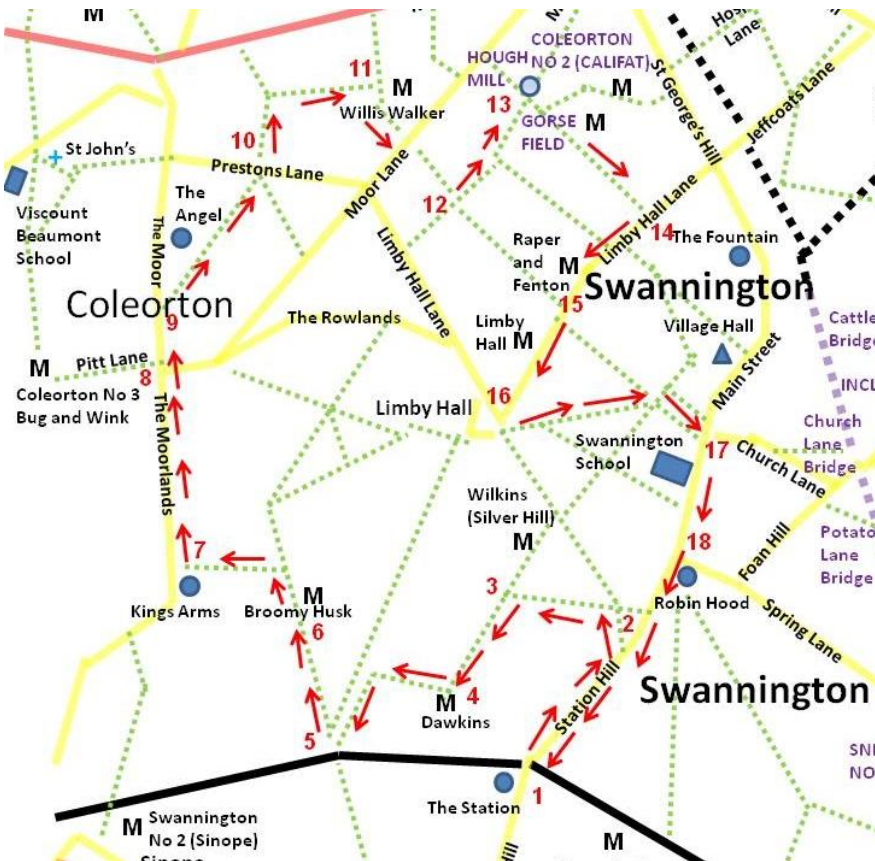 M
COLEORTON
NO 2 (CALIFAT)
HOUGH
MILL
Lane
St George's Hill
Jeffcoats Lane
11
M
Willis Walker
13
M
GORSE
FIELD
M
10
St John's
Prestons Lane
Moor Lane
The
Angel
12
Viscount
Beaumont
School
The Moor
Limby Hall Lane
Limby Hall Lane
14
The Fountain
Raper
and
Fenton
M
Swannington
Coleorton
9
The Rowlands
15
Limby
Hall
M
Village Hall
Cattle
Bridge
M
Pitt Lane
8
Coleorton No 3
Bug and Wink
The Moorlands
16
Limby Hall
Main Street
INCL
Church
Lane
Bridge
Swannington
School
17
Church Lane
Wilkins
(Silver Hill)
M
18
Foan Hill
Potato
Lane
Bridge
7
Kings Arms
M
Broomy Husk
3
2
Robin Hood
Spring Lane
6
4
M
Dawkins
Station Hill
Swannington
5
1
The Station
M
Swannington
No 2 (Sinope)
Sinope
M
Hill